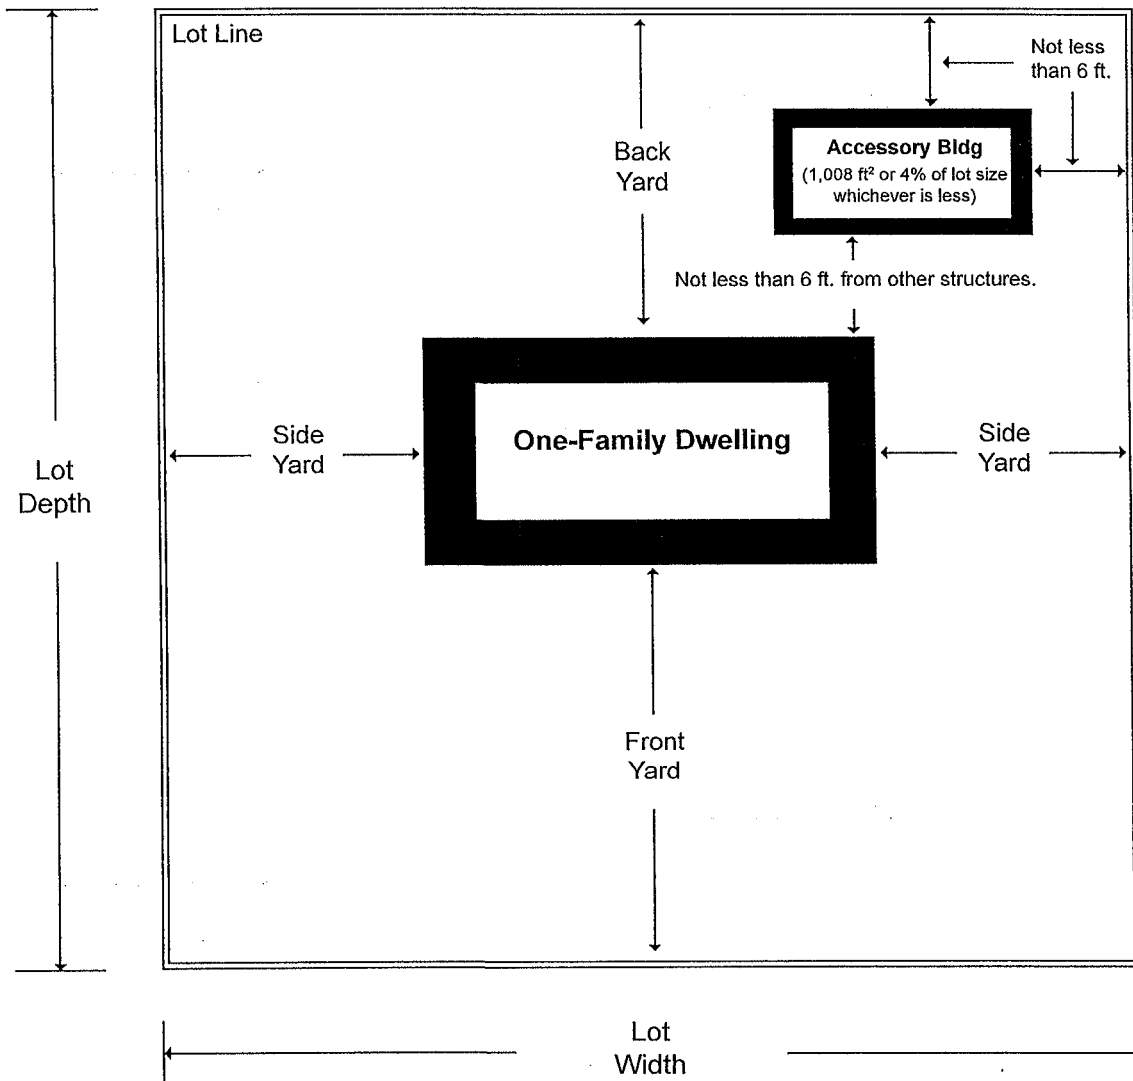 Lot Line
Not less
than 6 ft.
Back
Yard
Accessory Bldg
(1,008 ft² or 4% of lot size
whichever is less)
Not less than 6 ft. from other structures.
Side
Yard
One-Family Dwelling
Side
Yard
Lot
Depth
Front
Yard
Lot
Width